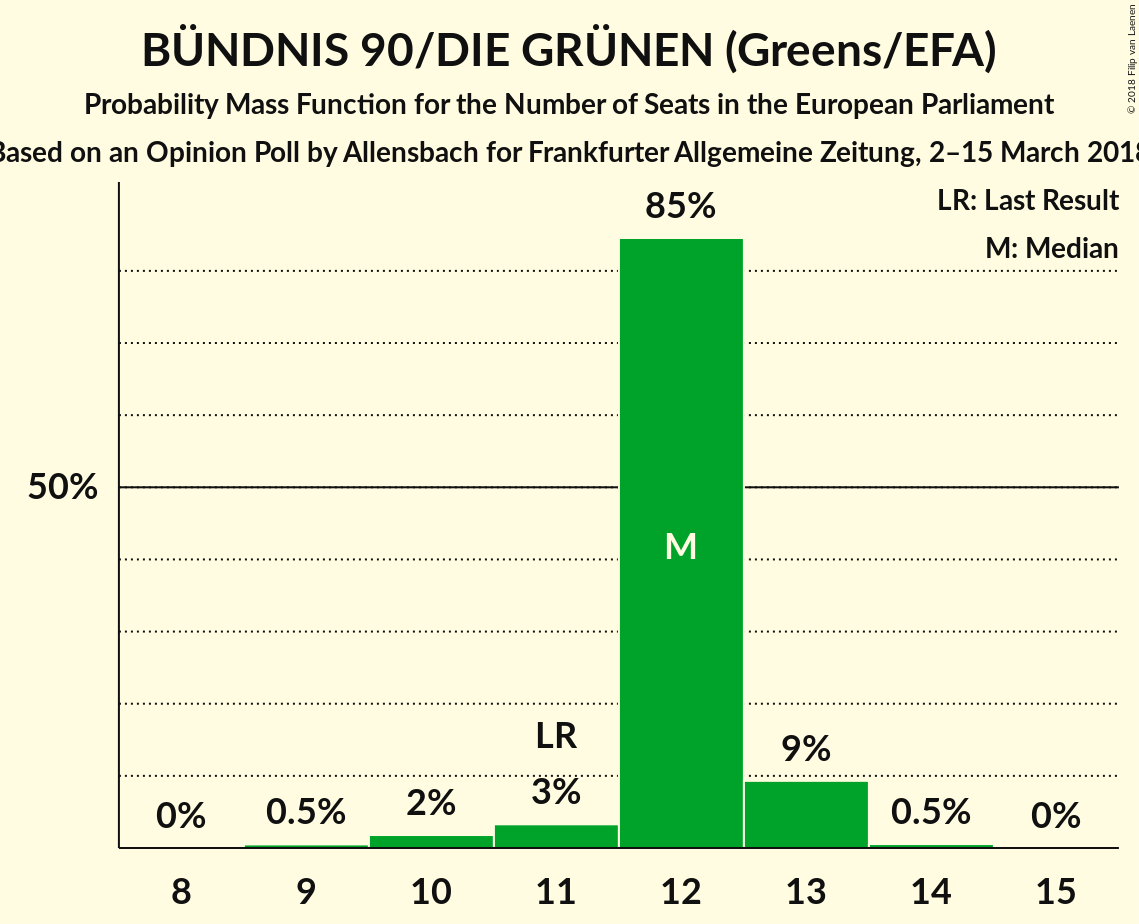 BÜNDNIS 90/DIE GRÜNEN (Greens/EFA)
Probability Mass Function for the Number of Seats in the European Parliament
Based on an Opinion Poll by Allensbach for Frankfurter Allgemeine Zeitung, 2–15 March 2018
© 2018 Filip van Laenen
LR: Last Result
M: Median
85%
50%
M
LR
0%
0.5%
2%
3%
9%
0.5%
0%
8 9 10 11 12 13 14 15